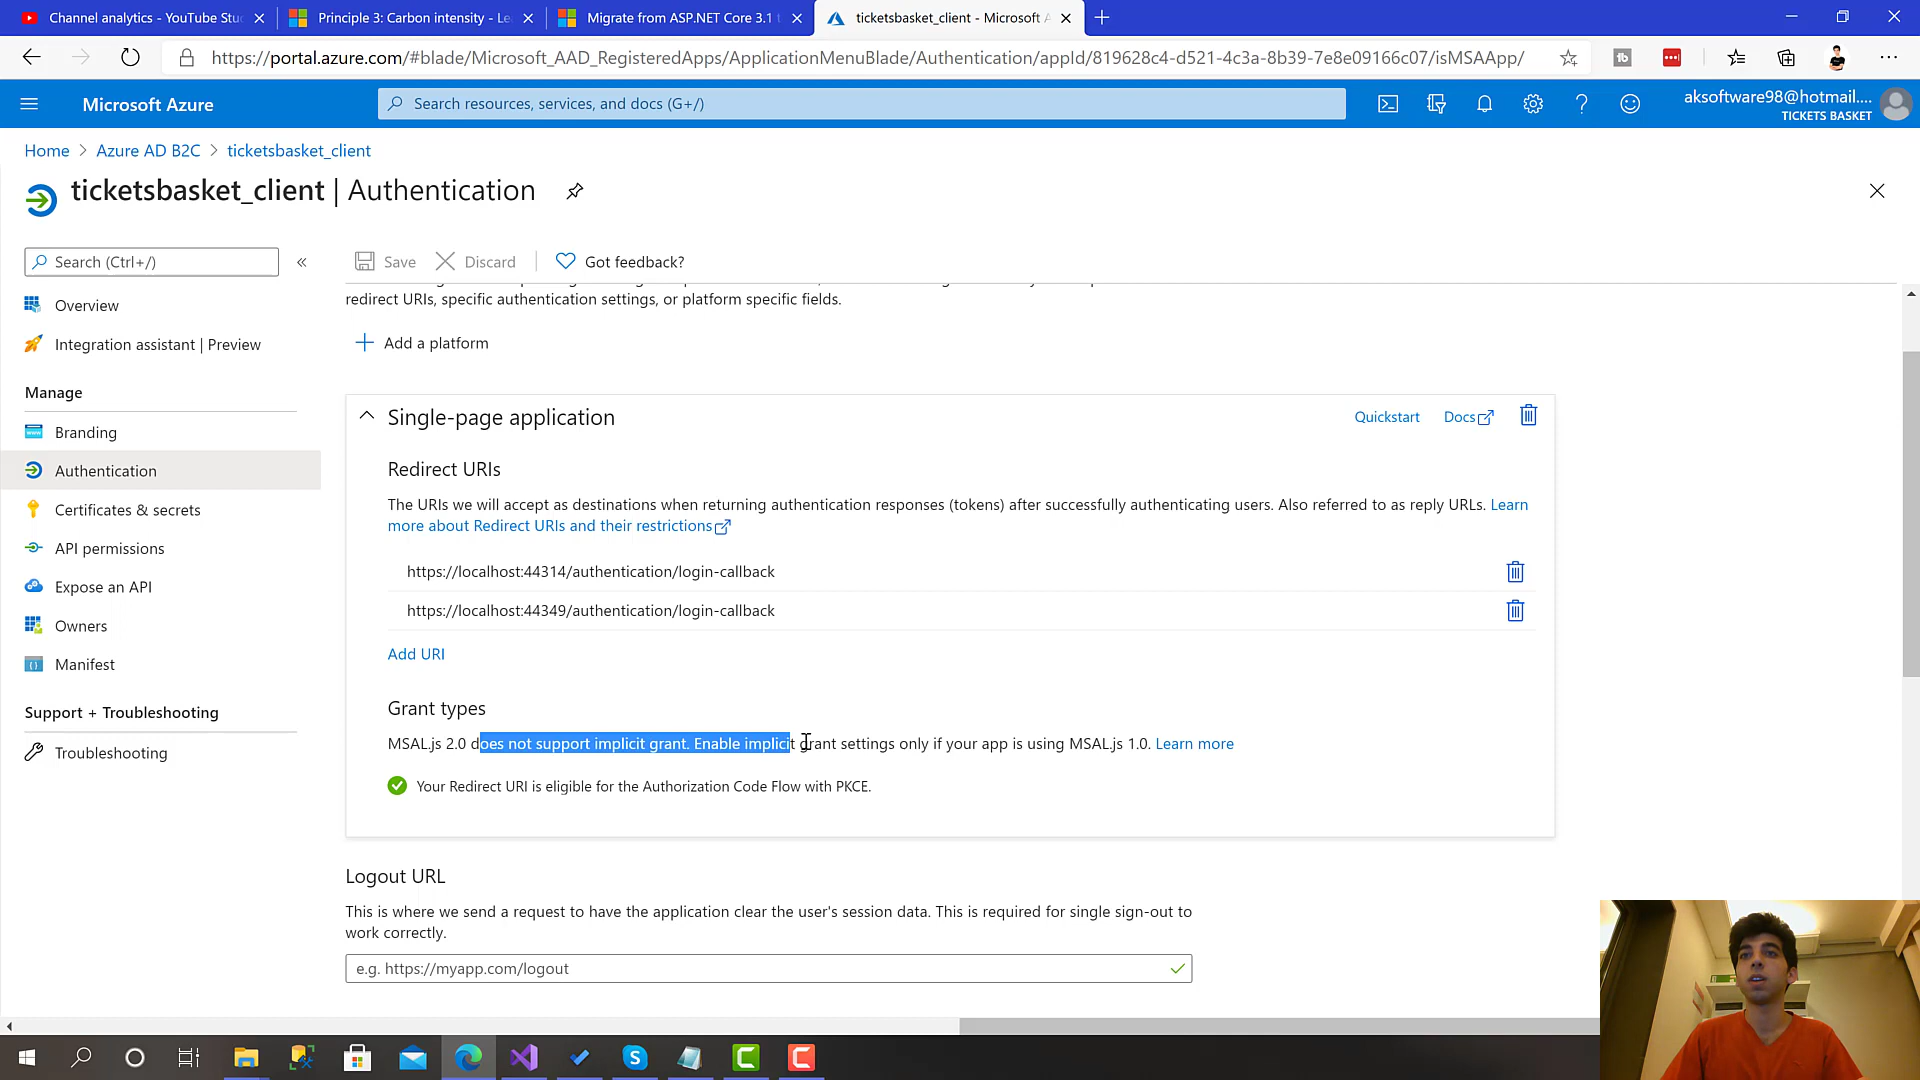 Channel analytics - YouTube Stu
Principle 3: Carbon intensity - Le
Migrate from ASP.NET Core 3.1 t
ticketsbasket_client - Microsoft A
https://portal.azure.com/#blade/Microsoft_AAD_RegisteredApps/ApplicationMenuBlade/Authentication/appId/819628c4-d521-4c3a-8b39-7e8e09166c07/isMSAApp/
Microsoft Azure
Search resources, services, and docs (G+/)
aksoftware98@hotmail....
TICKETS BASKET
Home > Azure AD B2C > ticketsbasket_client
ticketsbasket_client | Authentication
Search (Ctrl+/)
«
Save
Discard
Got feedback?
Overview
Integration assistant | Preview
Manage
Branding
Authentication
Certificates & secrets
API permissions
Expose an API
Owners
Manifest
Support + Troubleshooting
Troubleshooting
redirect URIs, specific authentication settings, or platform specific fields.
Add a platform
Single-page application
Quickstart
Docs
Redirect URIs
The URIs we will accept as destinations when returning authentication responses (tokens) after successfully authenticating users. Also referred to as reply URLs. Learn
more about Redirect URIs and their restrictions
https://localhost:44314/authentication/login-callback
https://localhost:44349/authentication/login-callback
Add URI
Grant types
MSAL.js 2.0 does not support implicit grant. Enable implicit grant settings only if your app is using MSAL.js 1.0. Learn more
Your Redirect URI is eligible for the Authorization Code Flow with PKCE.
Logout URL
This is where we send a request to have the application clear the user's session data. This is required for single sign-out to
work correctly.
e.g. https://myapp.com/logout